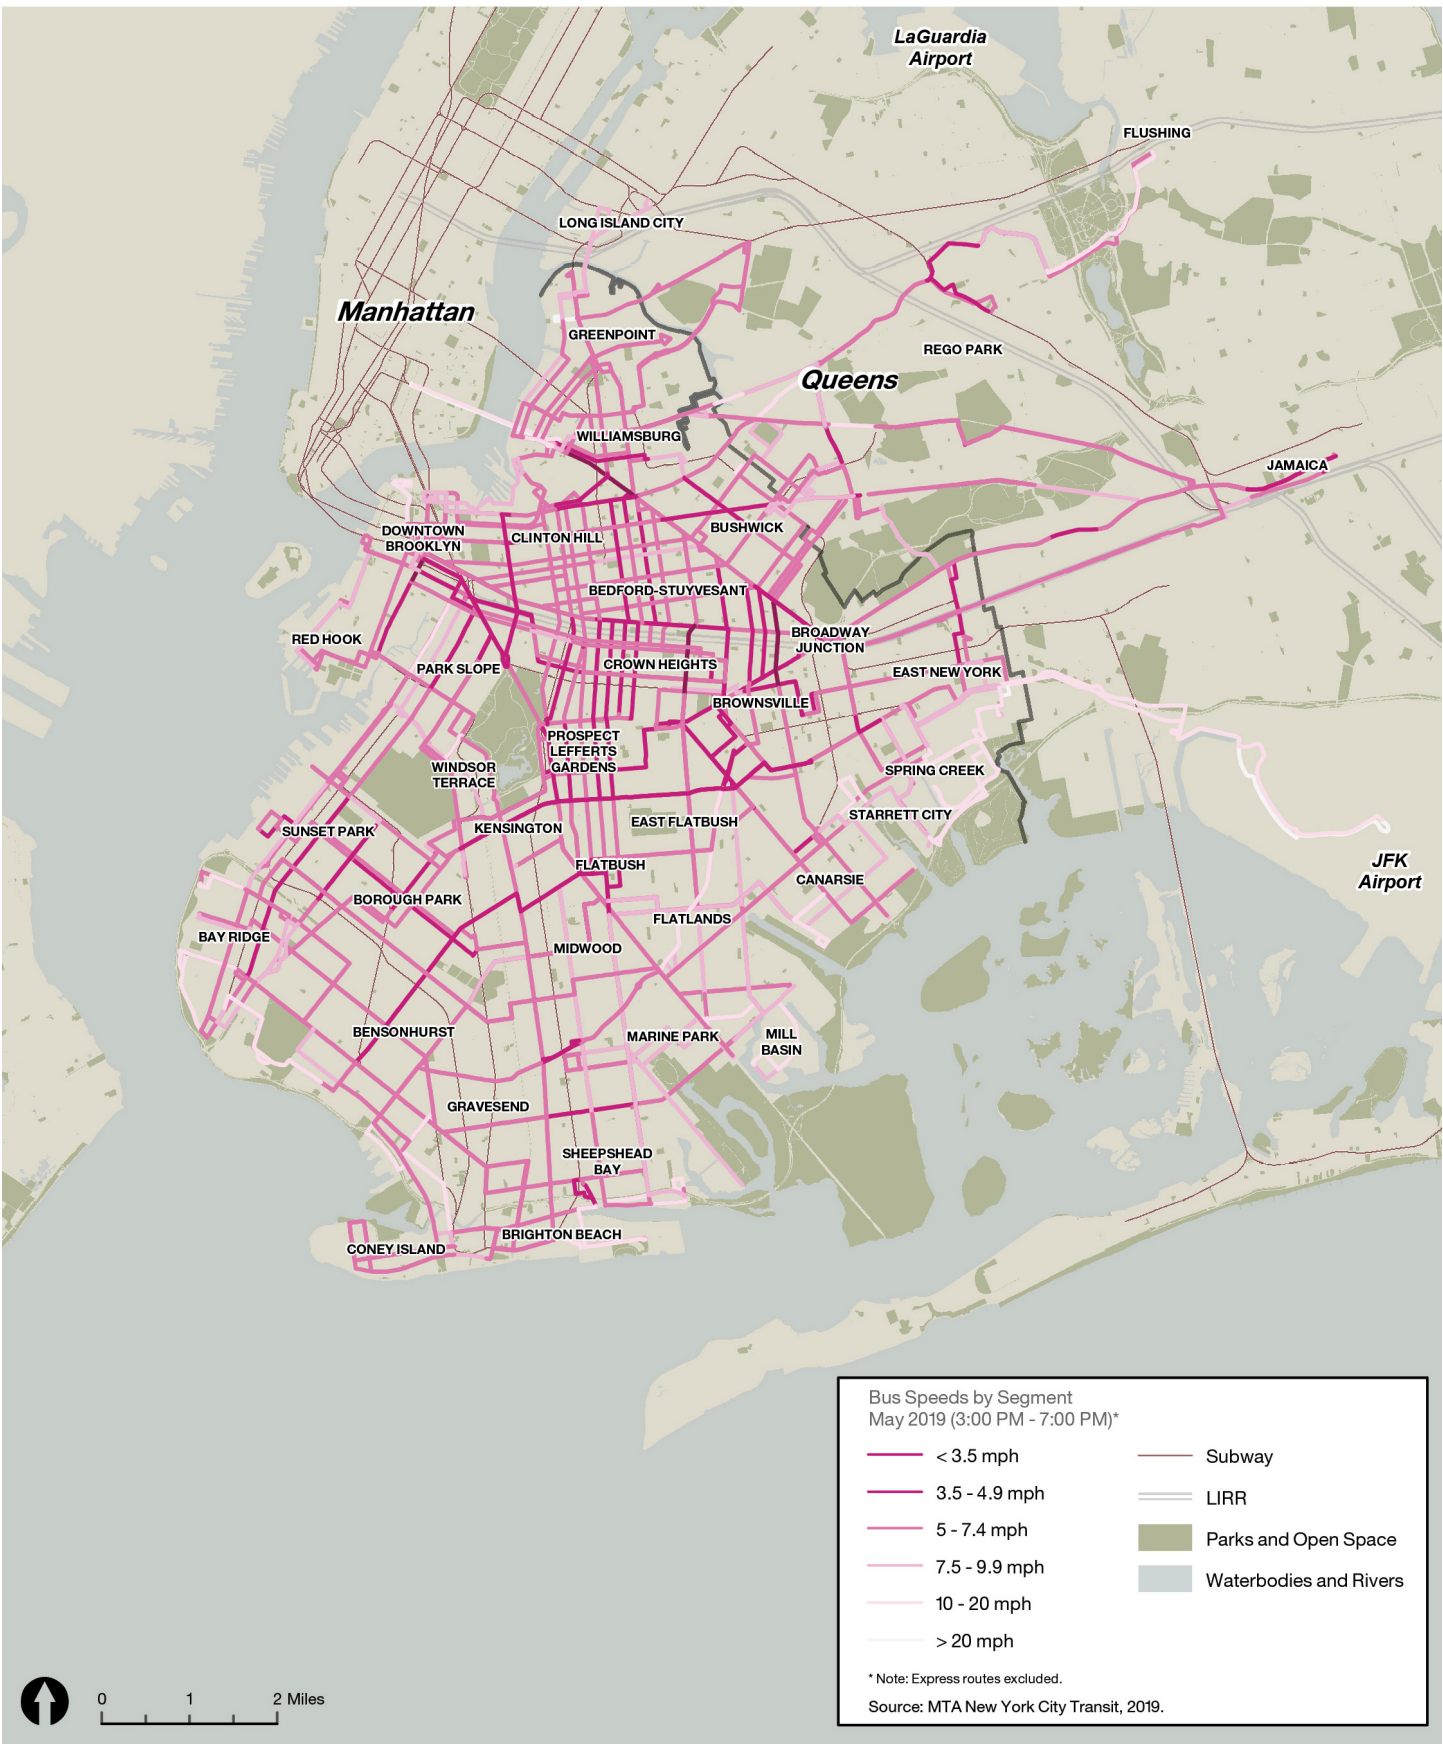 LaGuardia
Airport
FLUSHING
LONG ISLAND CITY
Manhattan
GREENPOINT
REGO PARK
Queens
WILLIAMSBURG
JAMAICA
DOWNTOWN
BROOKLYN
CLINTON HILL
BUSHWICK
BEDFORD-STUYVESANT
RED HOOK
BROADWAY
JUNCTION
PARK SLOPE
CROWN HEIGHTS
EAST NEW YORK
BROWNSVILLE
PROSPECT
LEFFERTS
GARDENS
WINDSOR
TERRACE
SPRING CREEK
SUNSET PARK
KENSINGTON
EAST FLATBUSH
STARRETT CITY
FLATBUSH
JFK
Airport
CANARSIE
BOROUGH PARK
FLATLANDS
BAY RIDGE
MIDWOOD
BENSONHURST
MARINE PARK
MILL
BASIN
GRAVESEND
SHEEPSHEAD
BAY
BRIGHTON BEACH
CONEY ISLAND
Bus Speeds by Segment
May 2019 (3:00 PM - 7:00 PM)*
< 3.5 mph
3.5 - 4.9 mph
5 - 7.4 mph
7.5 - 9.9 mph
10 - 20 mph
> 20 mph
Subway
LIRR
Parks and Open Space
Waterbodies and Rivers
* Note: Express routes excluded.
Source: MTA New York City Transit, 2019.
0 1 2 Miles